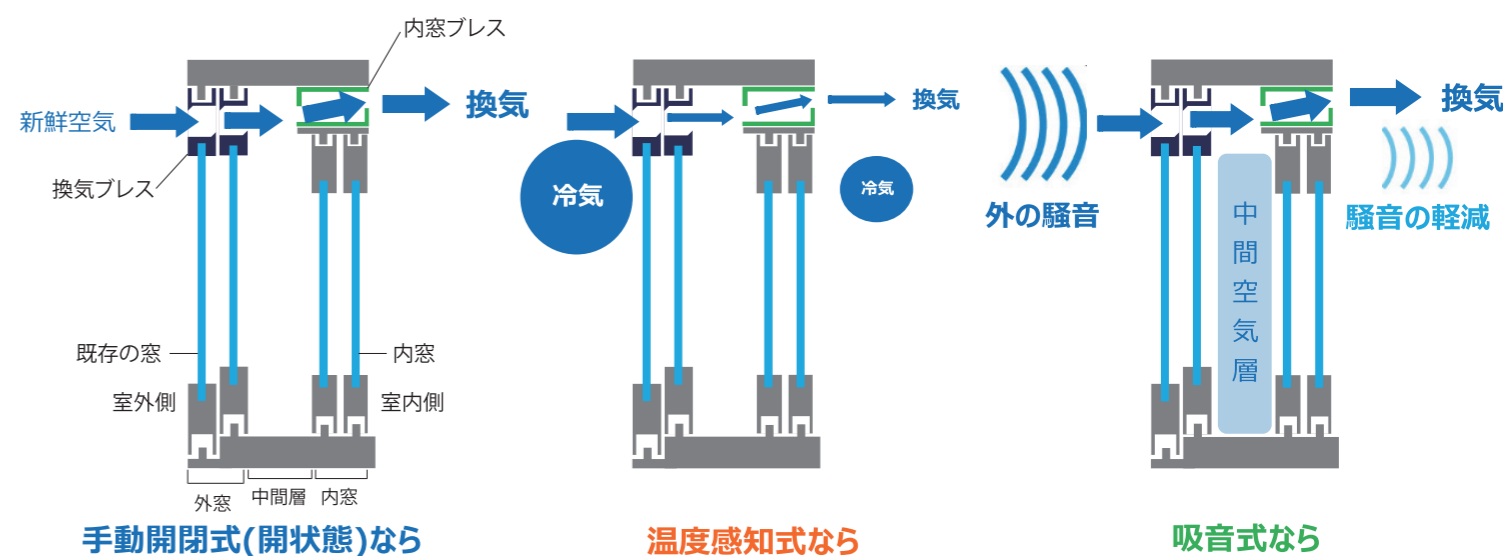 内窓ブレス
新鮮空気
換気
換気ブレス
既存の窓
内窓
室外側
室内側
外窓
中間層
内窓
手動開閉式(開状態)なら
換気
冷気
冷気
温度感知式なら
換気
外の騒音
騒音の軽減
中間空気層
吸音式なら